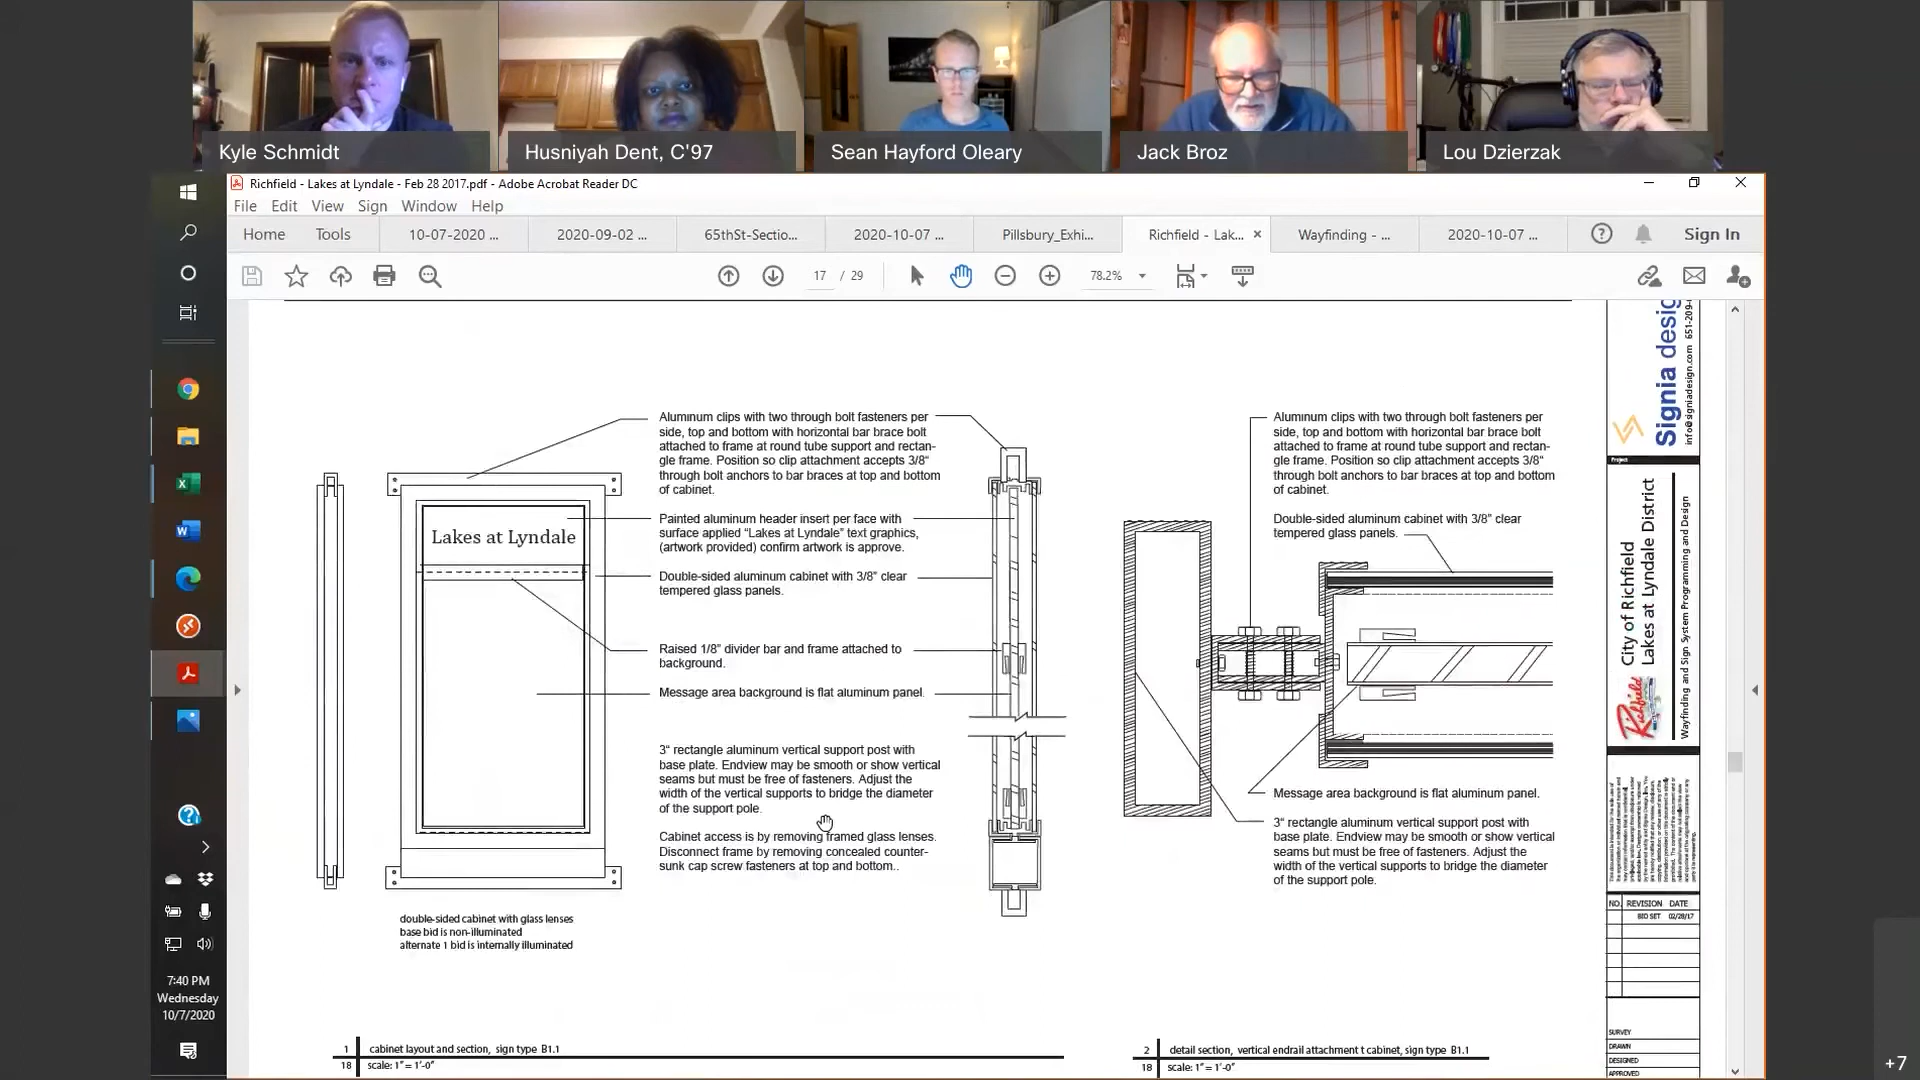 Kyle Schmidt
Husniyah Dent, C'97
Sean Hayford Oleary
Jack Broz
Lou Dzierzak
Richfield - Lakes at Lyndale - Feb 28 2017.pdf - Adobe Acrobat Reader DC
File Edit View Sign Window Help
Home Tools 10-07-2020 ... 2020-09-02 ... 65thSt-Sectio... 2020-10-07 ... Pillsbury_Exhi... Richfield - Lak... Wayfinding - ... 2020-10-07 ... Sign In
17 / 29 78.2%
Aluminum clips with two through bolt fasteners per
side, top and bottom with horizontal bar brace bolt
attached to frame at round tube support and rectan-
gle frame. Position so clip attachment accepts 3/8"
through bolt anchors to bar braces at top and bottom
of cabinet.
Painted aluminum header insert per face with
surface applied "Lakes at Lyndale" text graphics,
(artwork provided) confirm artwork is approve.
Double-sided aluminum cabinet with 3/8" clear
tempered glass panels.
Raised 1/8" divider bar and frame attached to
background.
Message area background is flat aluminum panel.
3" rectangle aluminum vertical support post with
base plate. Endview may be smooth or show vertical
seams but must be free of fasteners. Adjust the
width of the vertical supports to bridge the diameter
of the support pole.
Cabinet access is by removing framed glass lenses.
Disconnect frame by removing concealed counter-
sunk cap screw fasteners at top and bottom..
Lakes at Lyndale
double-sided cabinet with glass lenses
base bid is non-illuminated
alternate 1 bid is internally illuminated
1 cabinet layout and section, sign type B1.1
18 scale: 1" = 1'-0"
Aluminum clips with two through bolt fasteners per
side, top and bottom with horizontal bar brace bolt
attached to frame at round tube support and rectan-
gle frame. Position so clip attachment accepts 3/8"
through bolt anchors to bar braces at top and bottom
of cabinet.
Double-sided aluminum cabinet with 3/8" clear
tempered glass panels.
Message area background is flat aluminum panel.
3" rectangle aluminum vertical support post with
base plate. Endview may be smooth or show vertical
seams but must be free of fasteners. Adjust the
width of the vertical supports to bridge the diameter
of the support pole.
2 detail section, vertical endrail attachment t cabinet, sign type B1.1
18 scale: 1" = 1'-0"
Signia desig
info@signiadesign.com 651-209-
Project
City of Richfield
Lakes at Lyndale District
Wayfinding and Sign System Programming and Design
Richfield
NO. REVISION DATE
BID SET 02/28/17
SURVEY
DRAWN
DESIGNED
APPROVED
7:40 PM
Wednesday
10/7/2020
+7